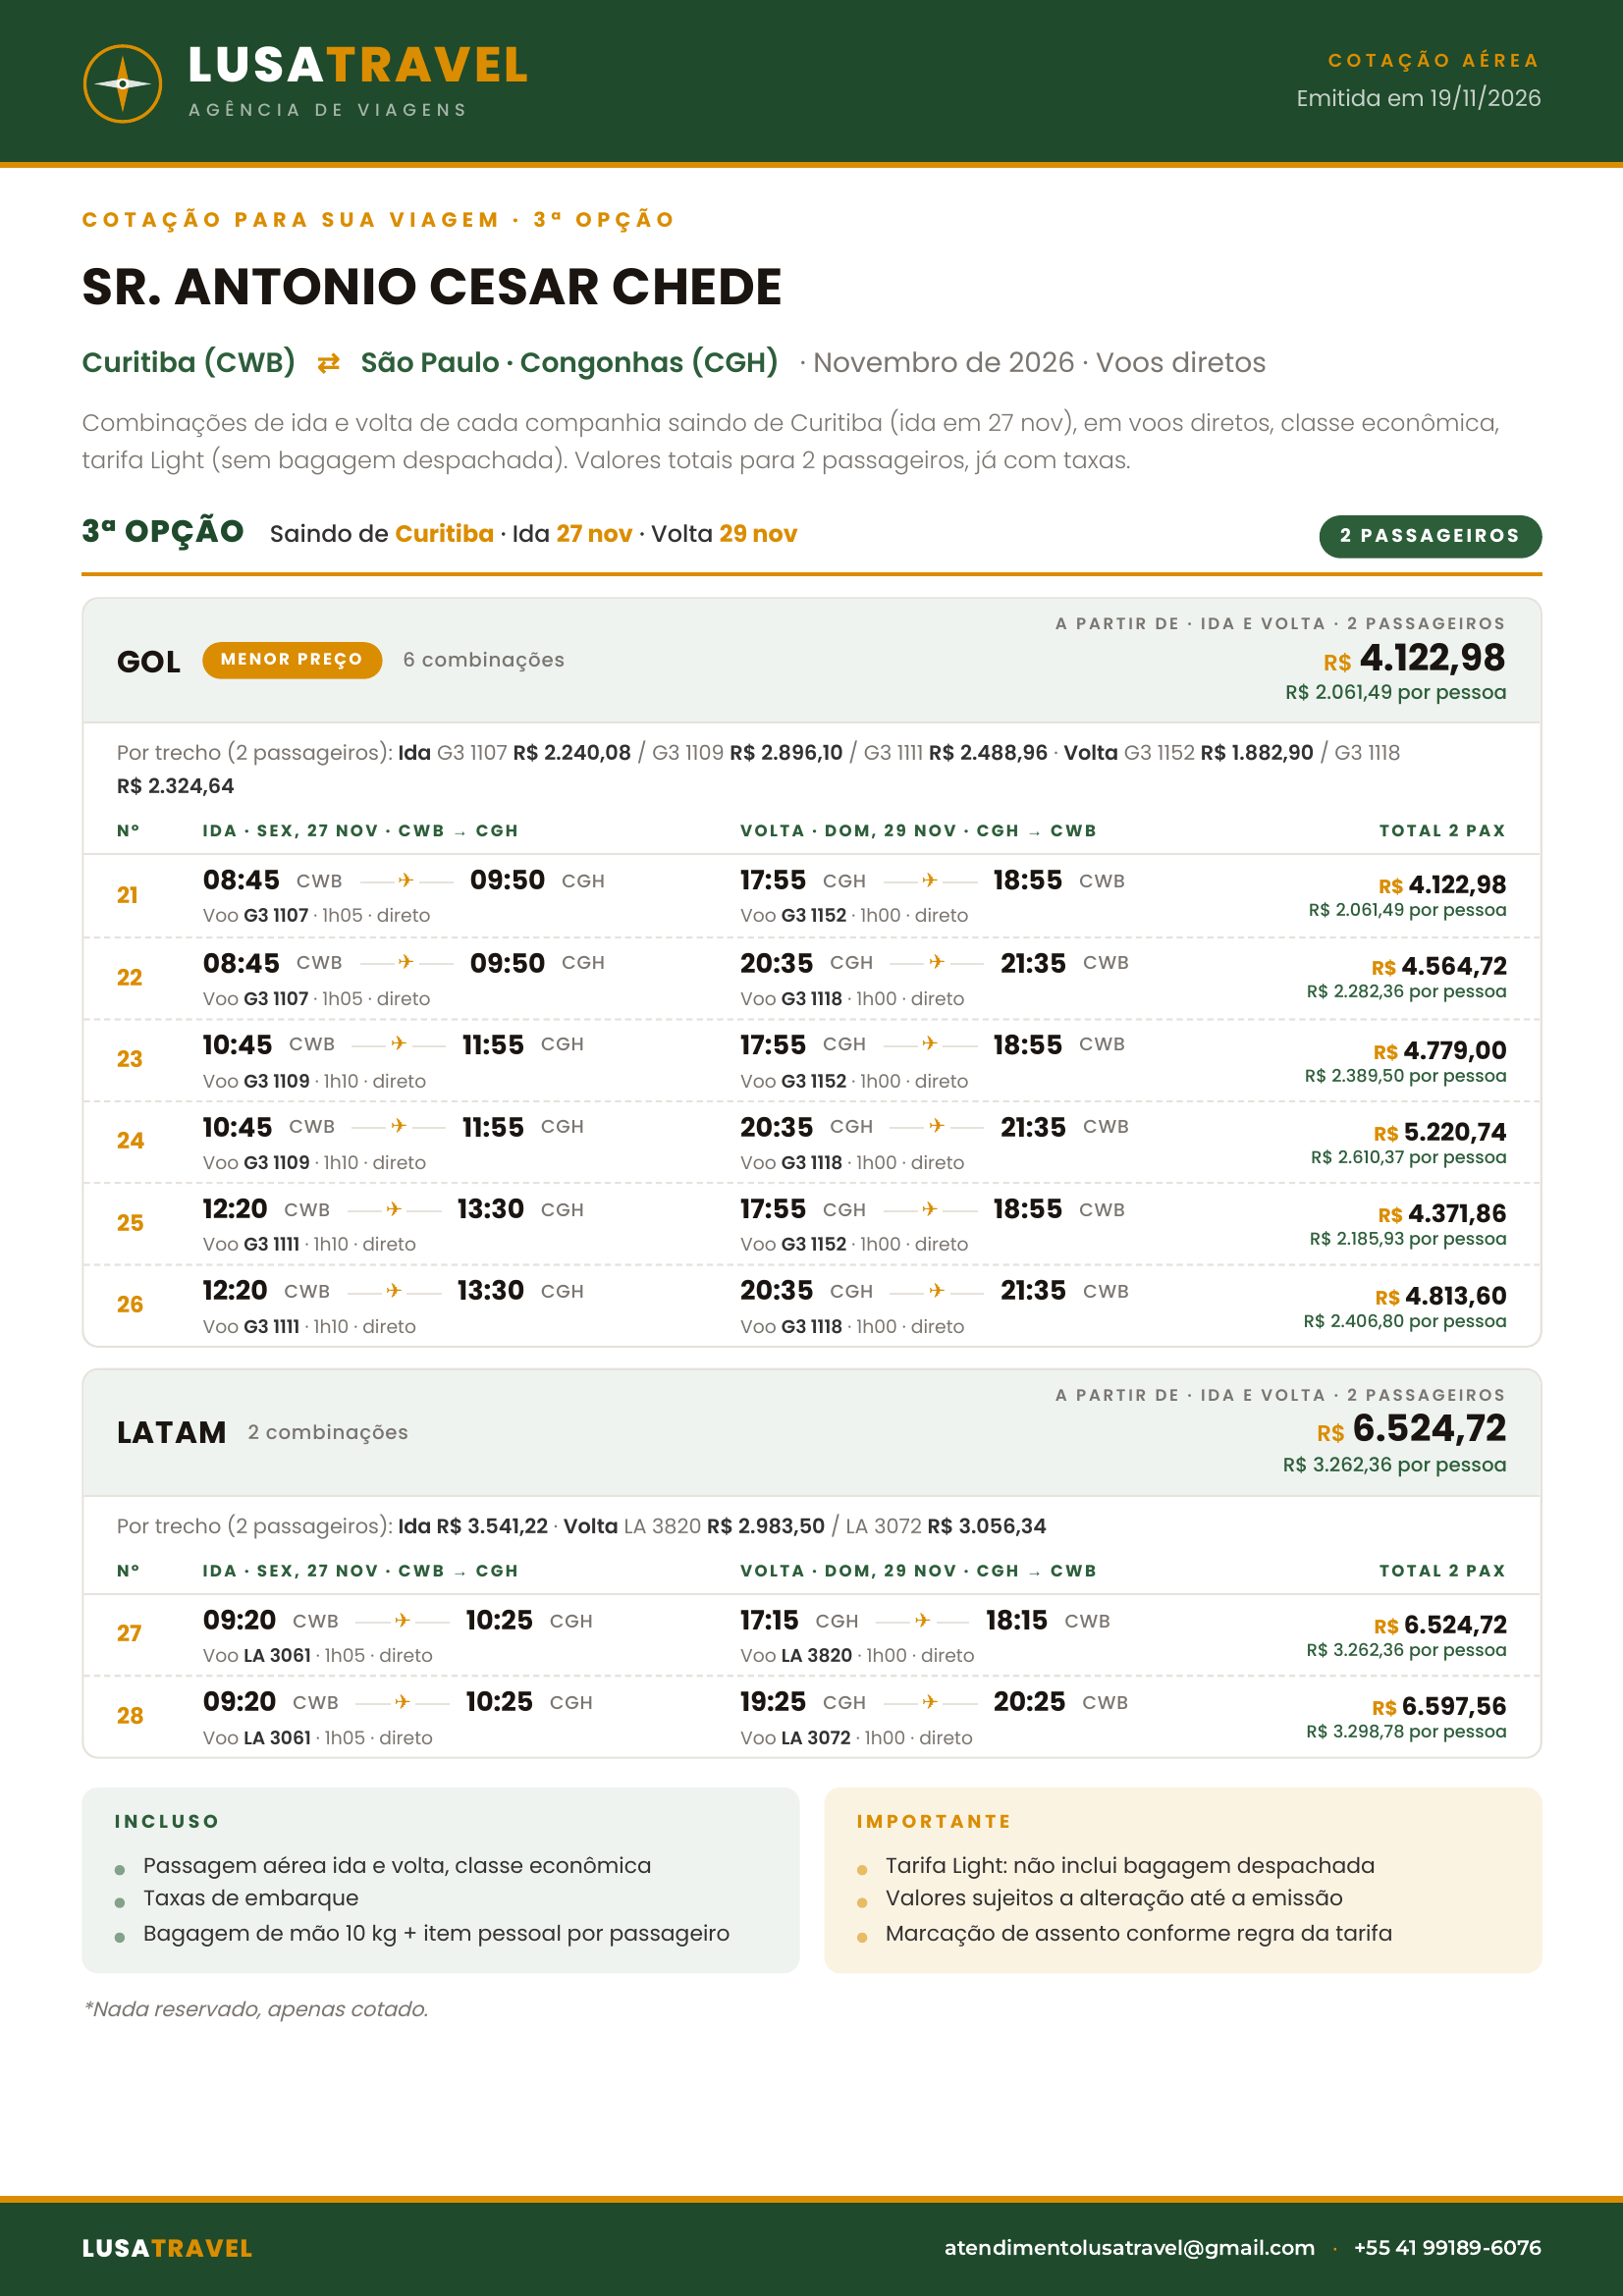 LUSATRAVEL
AGÊNCIA DE VIAGENS
COTAÇÃO AÉREA
Emitida em 19/11/2026
COTAÇÃO PARA SUA VIAGEM · 3ª OPÇÃO
SR. ANTONIO CESAR CHEDE
Curitiba (CWB) ⇄ São Paulo · Congonhas (CGH) · Novembro de 2026 · Voos diretos
Combinações de ida e volta de cada companhia saindo de Curitiba (ida em 27 nov), em voos diretos, classe econômica,
tarifa Light (sem bagagem despachada). Valores totais para 2 passageiros, já com taxas.
3ª OPÇÃO Saindo de Curitiba · Ida 27 nov · Volta 29 nov
2 PASSAGEIROS
GOL MENOR PREÇO 6 combinações
A PARTIR DE · IDA E VOLTA · 2 PASSAGEIROS
R$ 4.122,98
R$ 2.061,49 por pessoa
Por trecho (2 passageiros): Ida G3 1107 R$ 2.240,08 / G3 1109 R$ 2.896,10 / G3 1111 R$ 2.488,96 · Volta G3 1152 R$ 1.882,90 / G3 1118
R$ 2.324,64
Nº IDA · SEX, 27 NOV · CWB → CGH VOLTA · DOM, 29 NOV · CGH → CWB TOTAL 2 PAX
21 08:45 CWB ✈ 09:50 CGH 17:55 CGH ✈ 18:55 CWB R$ 4.122,98
Voo G3 1107 · 1h05 · direto Voo G3 1152 · 1h00 · direto R$ 2.061,49 por pessoa
22 08:45 CWB ✈ 09:50 CGH 20:35 CGH ✈ 21:35 CWB R$ 4.564,72
Voo G3 1107 · 1h05 · direto Voo G3 1118 · 1h00 · direto R$ 2.282,36 por pessoa
23 10:45 CWB ✈ 11:55 CGH 17:55 CGH ✈ 18:55 CWB R$ 4.779,00
Voo G3 1109 · 1h10 · direto Voo G3 1152 · 1h00 · direto R$ 2.389,50 por pessoa
24 10:45 CWB ✈ 11:55 CGH 20:35 CGH ✈ 21:35 CWB R$ 5.220,74
Voo G3 1109 · 1h10 · direto Voo G3 1118 · 1h00 · direto R$ 2.610,37 por pessoa
25 12:20 CWB ✈ 13:30 CGH 17:55 CGH ✈ 18:55 CWB R$ 4.371,86
Voo G3 1111 · 1h10 · direto Voo G3 1152 · 1h00 · direto R$ 2.185,93 por pessoa
26 12:20 CWB ✈ 13:30 CGH 20:35 CGH ✈ 21:35 CWB R$ 4.813,60
Voo G3 1111 · 1h10 · direto Voo G3 1118 · 1h00 · direto R$ 2.406,80 por pessoa
LATAM 2 combinações
A PARTIR DE · IDA E VOLTA · 2 PASSAGEIROS
R$ 6.524,72
R$ 3.262,36 por pessoa
Por trecho (2 passageiros): Ida R$ 3.541,22 · Volta LA 3820 R$ 2.983,50 / LA 3072 R$ 3.056,34
Nº IDA · SEX, 27 NOV · CWB → CGH VOLTA · DOM, 29 NOV · CGH → CWB TOTAL 2 PAX
27 09:20 CWB ✈ 10:25 CGH 17:15 CGH ✈ 18:15 CWB R$ 6.524,72
Voo LA 3061 · 1h05 · direto Voo LA 3820 · 1h00 · direto R$ 3.262,36 por pessoa
28 09:20 CWB ✈ 10:25 CGH 19:25 CGH ✈ 20:25 CWB R$ 6.597,56
Voo LA 3061 · 1h05 · direto Voo LA 3072 · 1h00 · direto R$ 3.298,78 por pessoa
INCLUSO
Passagem aérea ida e volta, classe econômica
Taxas de embarque
Bagagem de mão 10 kg + item pessoal por passageiro
IMPORTANTE
Tarifa Light: não inclui bagagem despachada
Valores sujeitos a alteração até a emissão
Marcação de assento conforme regra da tarifa
*Nada reservado, apenas cotado.
LUSATRAVEL
atendimentolusatravel@gmail.com · +55 41 99189-6076